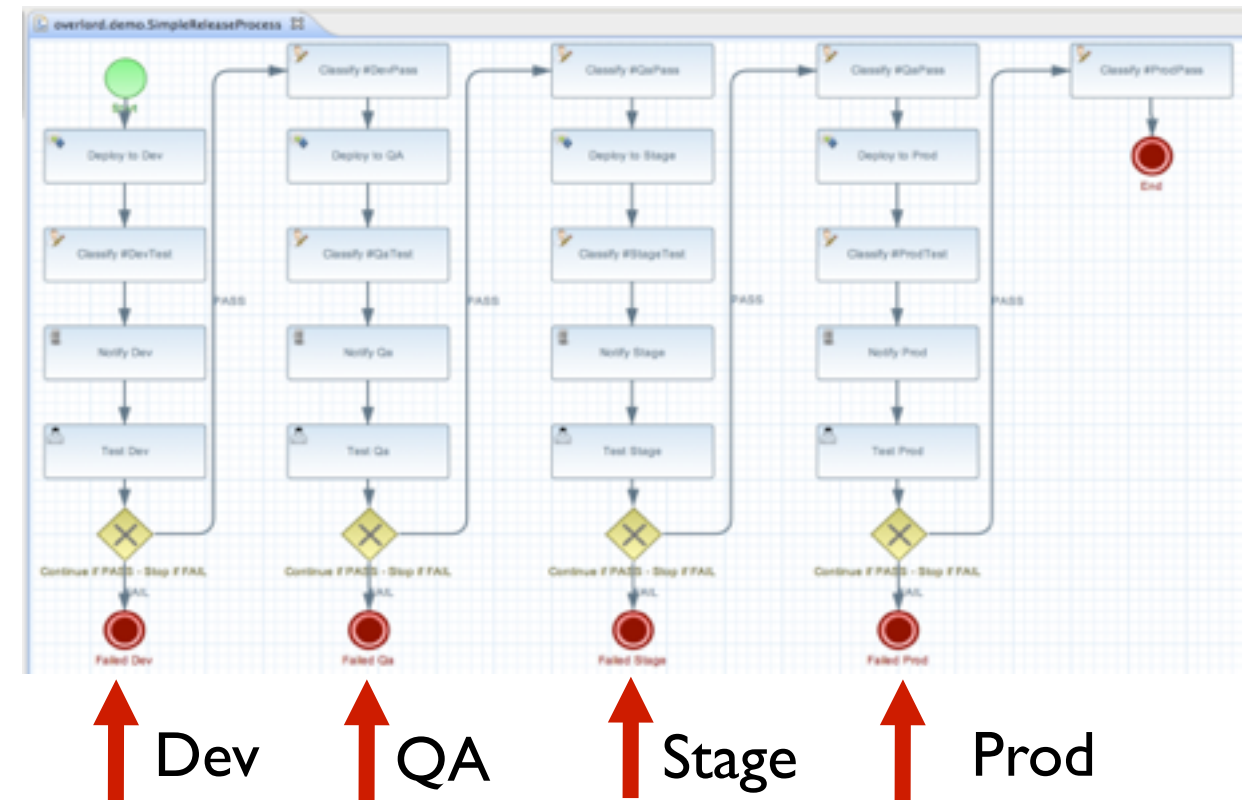 overlord.demo.SimpleReleaseProcess
Start
Deploy to Dev
Classify #DevTest
Notify Dev
Test Dev
Continue if PASS - Stop if FAIL
PASS
FAIL
Failed Dev
Classify #DevPass
Deploy to QA
Classify #QaTest
Notify Qa
Test Qa
Continue if PASS - Stop if FAIL
PASS
FAIL
Failed Qa
Classify #QaPass
Deploy to Stage
Classify #StageTest
Notify Stage
Test Stage
Continue if PASS - Stop if FAIL
PASS
FAIL
Failed Stage
Classify #QaPass
Deploy to Prod
Classify #ProdTest
Notify Prod
Test Prod
Continue if PASS - Stop if FAIL
PASS
FAIL
Failed Prod
Classify #ProdPass
End
Dev
QA
Stage
Prod